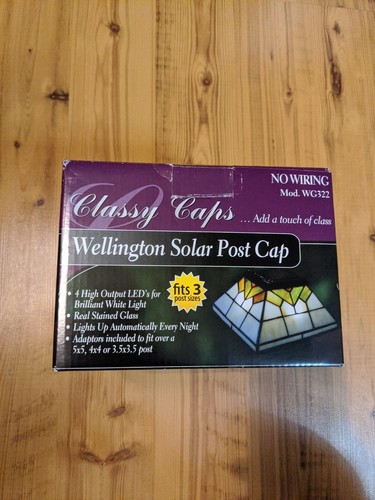 NO WIRING
Mod. WG322
Classy Caps
... Add a touch of class
Wellington Solar Post Cap
• 4 High Output LED's for
Brilliant White Light
• Real Stained Glass
• Lights Up Automatically Every Night
• Adaptors included to fit over a
5x5, 4x4 or 3.5x3.5 post
fits 3
post sizes